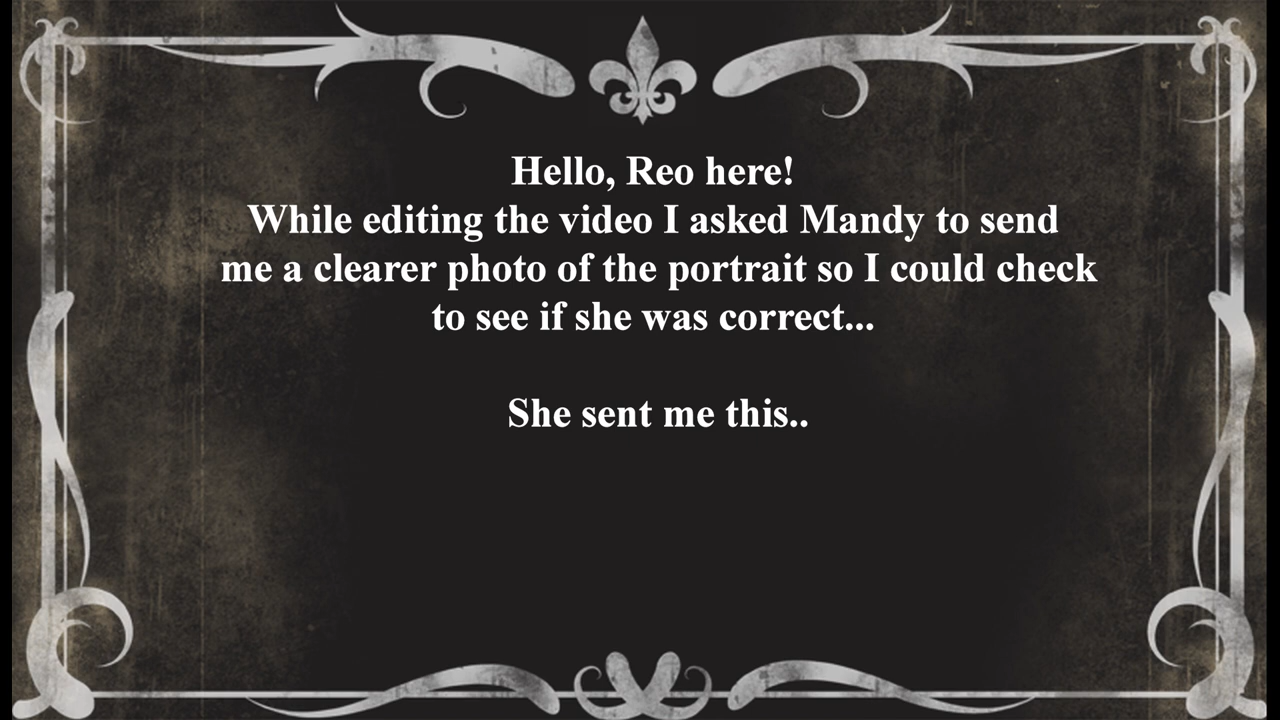 Hello, Reo here!
While editing the video I asked Mandy to send
me a clearer photo of the portrait so I could check
to see if she was correct...
She sent me this..